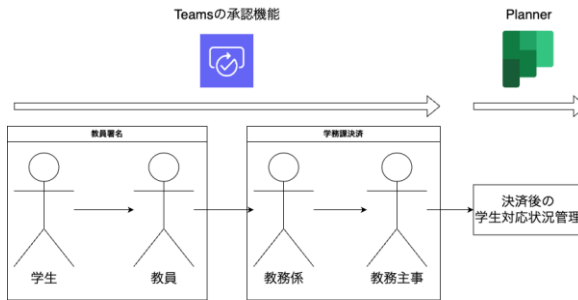 Teamsの承認機能
Planner
教員署名
学務課決済
学生
教員
教務係
教務主事
決済後の
学生対応状況管理